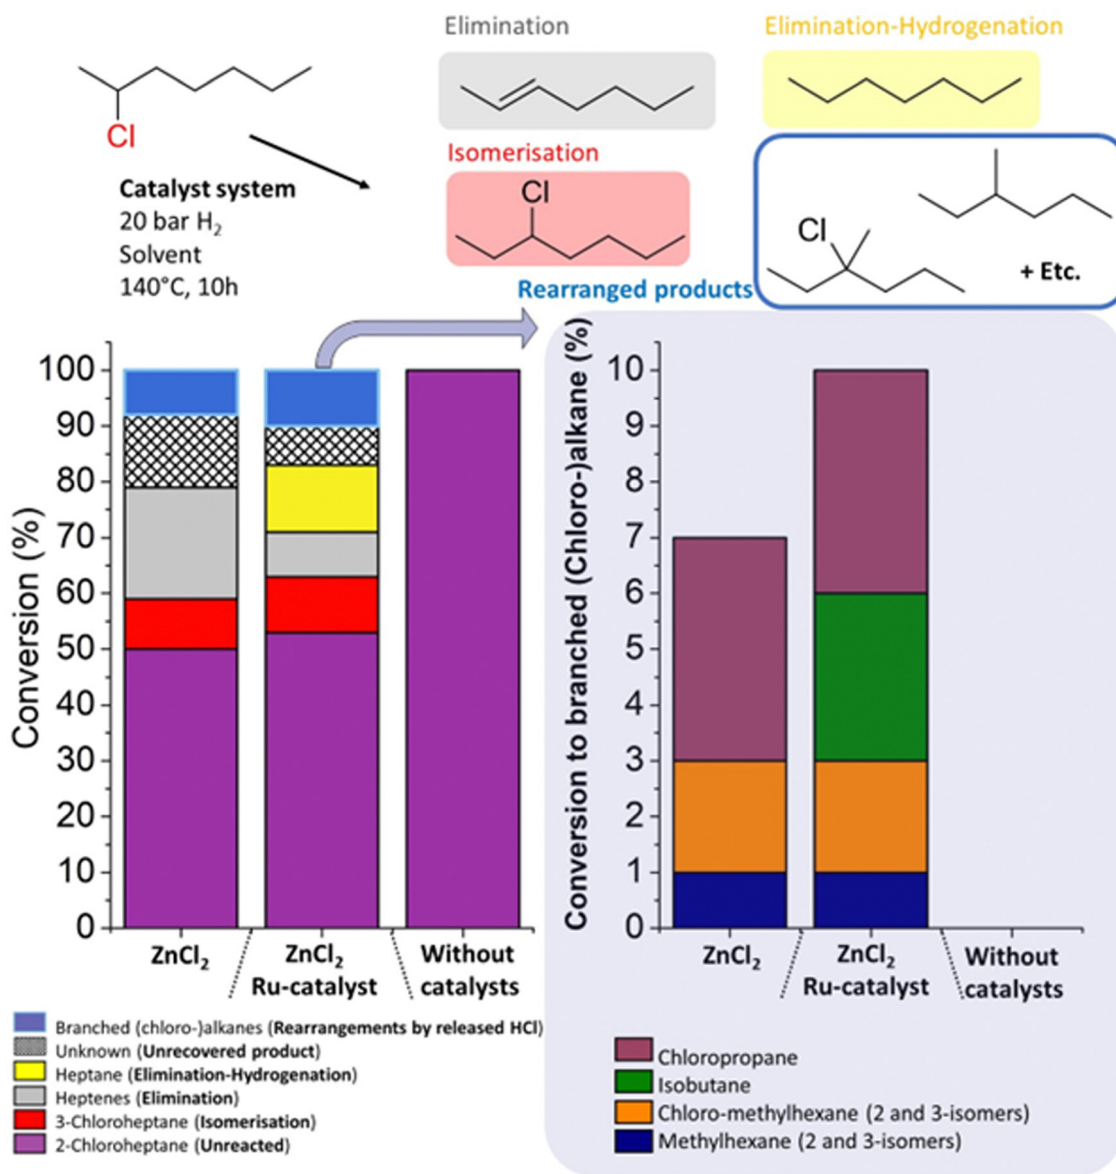 Elimination
Elimination-Hydrogenation
Cl
Isomerisation
Cl
Catalyst system
20 bar H₂
Solvent
140°C, 10h
Cl
+ Etc.
Rearranged products
Conversion (%)
100
90
80
70
60
50
40
30
20
10
0
ZnCl₂
ZnCl₂
Ru-catalyst
Without
catalysts
Branched (chloro-)alkanes (Rearrangements by released HCl)
Unknown (Unrecovered product)
Heptane (Elimination-Hydrogenation)
Heptenes (Elimination)
3-Chloroheptane (Isomerisation)
2-Chloroheptane (Unreacted)
Conversion to branched (Chloro-)alkane (%)
10
9
8
7
6
5
4
3
2
1
0
ZnCl₂
ZnCl₂
Ru-catalyst
Without
catalysts
Chloropropane
Isobutane
Chloro-methylhexane (2 and 3-isomers)
Methylhexane (2 and 3-isomers)